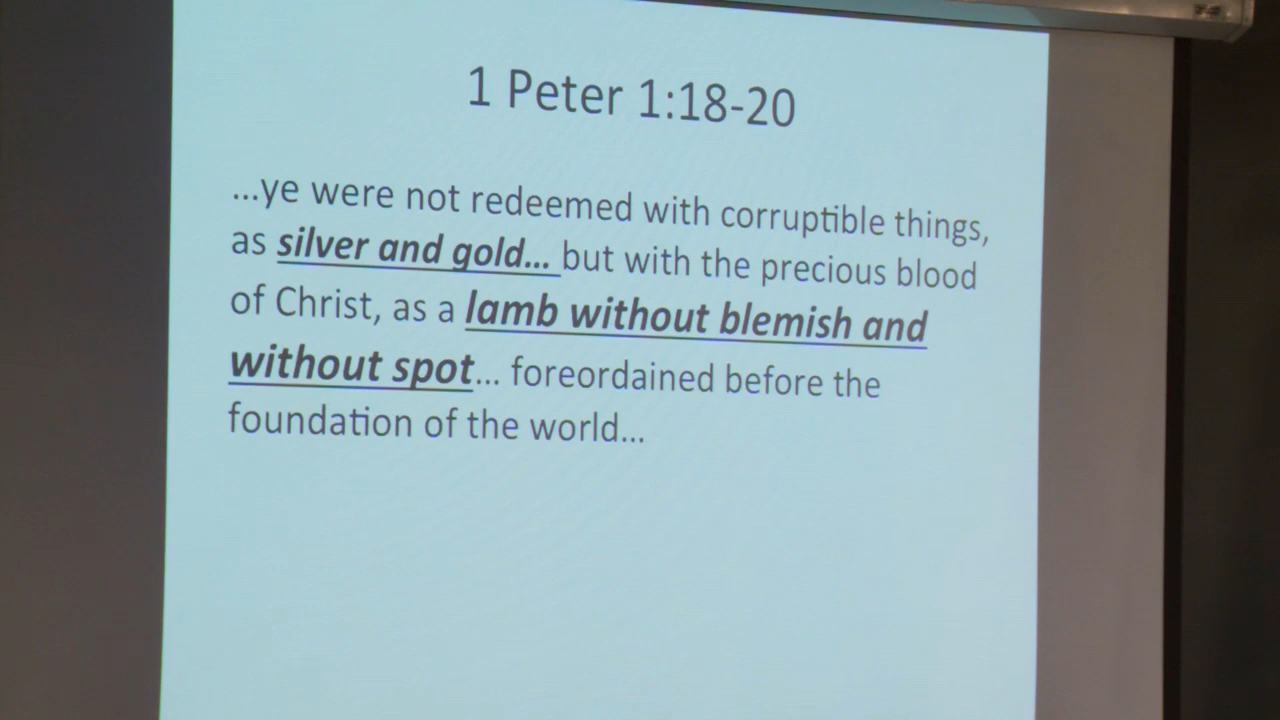 1 Peter 1:18-20
...ye were not redeemed with corruptible things,
as silver and gold... but with the precious blood
of Christ, as a lamb without blemish and
without spot... foreordained before the
foundation of the world...